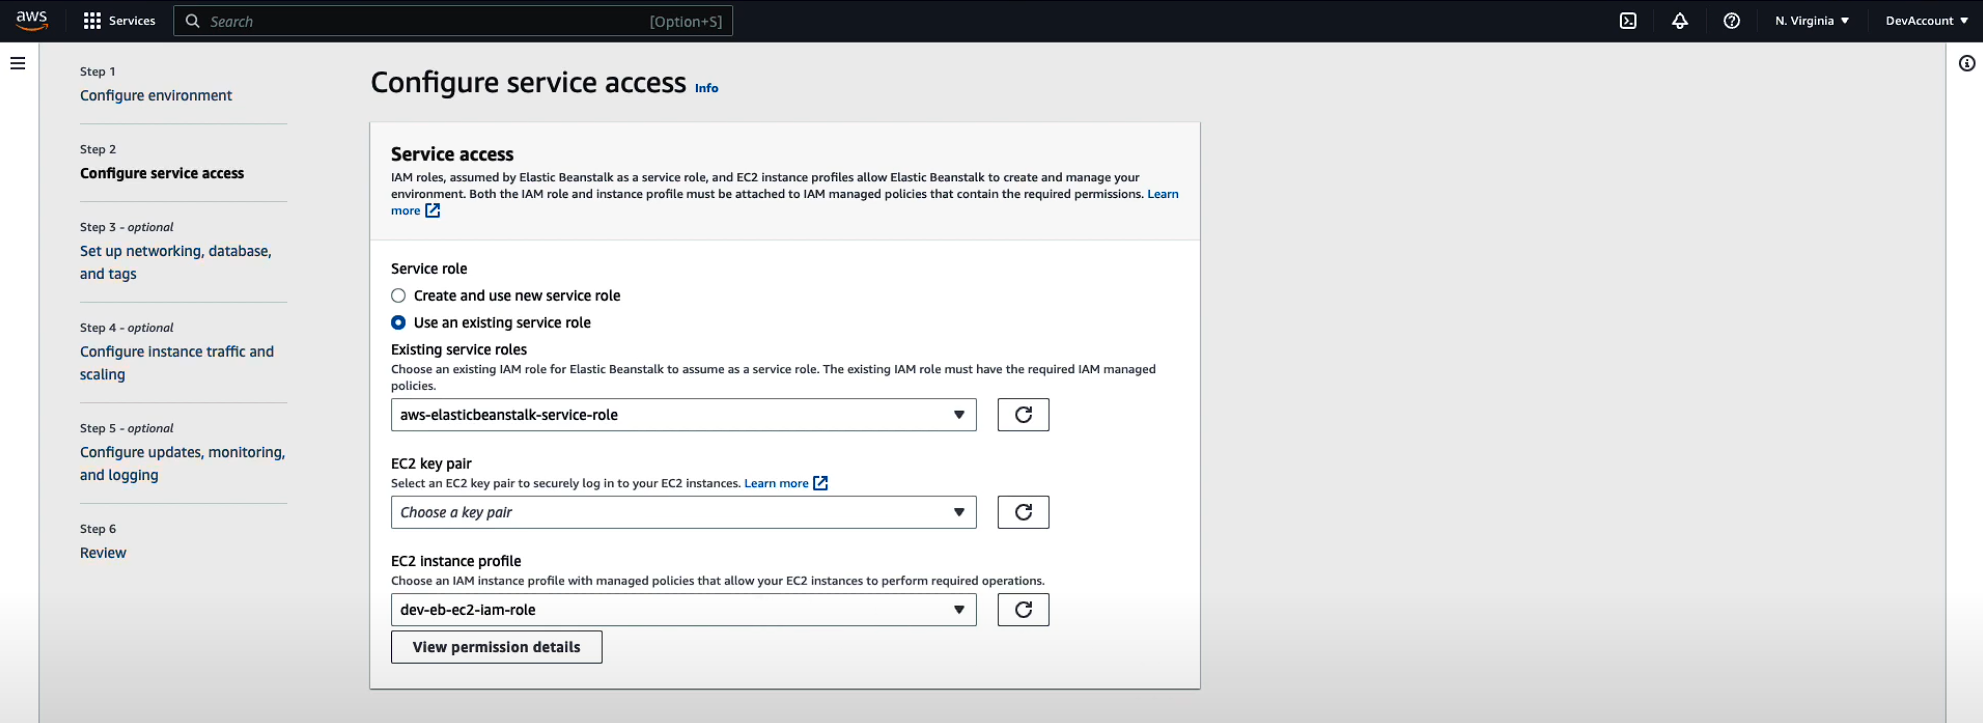 aws
Services
Search
[Option+S]
N. Virginia
DevAccount
Step 1
Configure environment
Step 2
Configure service access
Step 3 - optional
Set up networking, database,
and tags
Step 4 - optional
Configure instance traffic and
scaling
Step 5 - optional
Configure updates, monitoring,
and logging
Step 6
Review
Configure service access Info
Service access
IAM roles, assumed by Elastic Beanstalk as a service role, and EC2 instance profiles allow Elastic Beanstalk to create and manage your
environment. Both the IAM role and instance profile must be attached to IAM managed policies that contain the required permissions. Learn
more
Service role
Create and use new service role
Use an existing service role
Existing service roles
Choose an existing IAM role for Elastic Beanstalk to assume as a service role. The existing IAM role must have the required IAM managed
policies.
aws-elasticbeanstalk-service-role
EC2 key pair
Select an EC2 key pair to securely log in to your EC2 instances. Learn more
Choose a key pair
EC2 instance profile
Choose an IAM instance profile with managed policies that allow your EC2 instances to perform required operations.
dev-eb-ec2-iam-role
View permission details